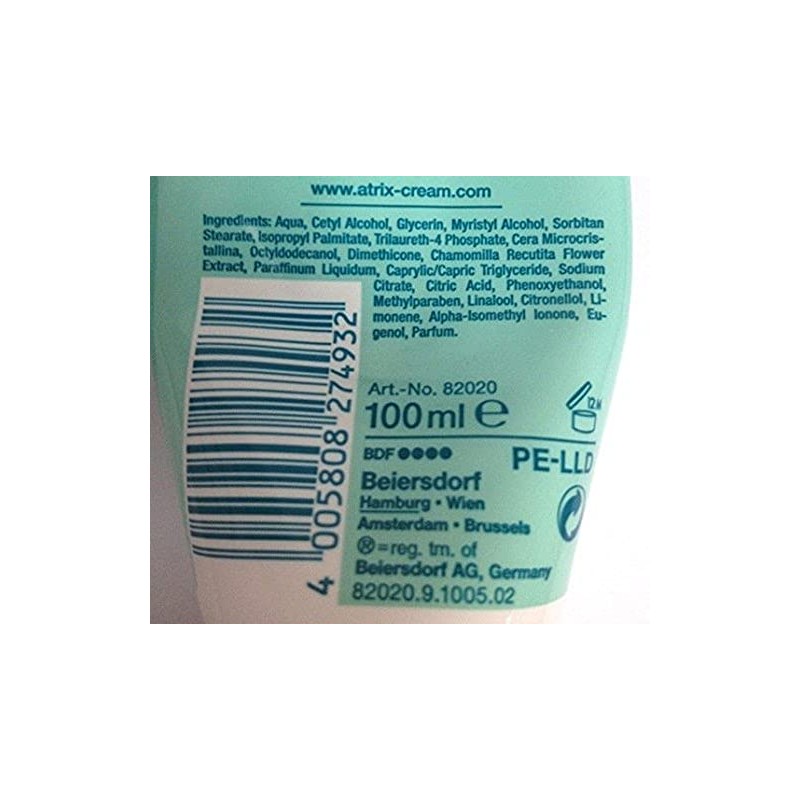 www.atrix-cream.com
Ingredients: Aqua, Cetyl Alcohol, Glycerin, Myristyl Alcohol, Sorbitan
Stearate, Isopropyl Palmitate, Trilaureth-4 Phosphate, Cera Microcris-
tallina, Octyldodecanol, Dimethicone, Chamomilla Recutita Flower
Extract, Paraffinum Liquidum, Caprylic/Capric Triglyceride, Sodium
Citrate, Citric Acid, Phenoxyethanol,
Methylparaben, Linalool, Citronellol, Li-
monene, Alpha-Isomethyl Ionone, Eu-
genol, Parfum.
4 005808 274932
Art.-No. 82020
12 M
100 ml e
BDF ●●●●
PE-LLD
Beiersdorf
Hamburg • Wien
Amsterdam • Brussels
®=reg. tm. of
Beiersdorf AG, Germany
82020.9.1005.02